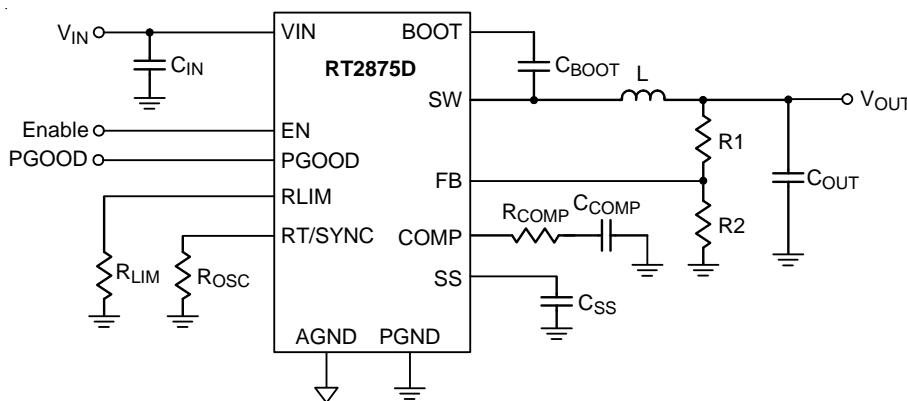 VIN
VIN
BOOT
RT2875D
CIN
CBOOT
L
SW
VOUT
Enable
EN
R1
PGOOD
PGOOD
FB
COUT
RLIM
RCOMP
CCOMP
R2
RT/SYNC
COMP
RLIM
ROSC
SS
CSS
AGND
PGND